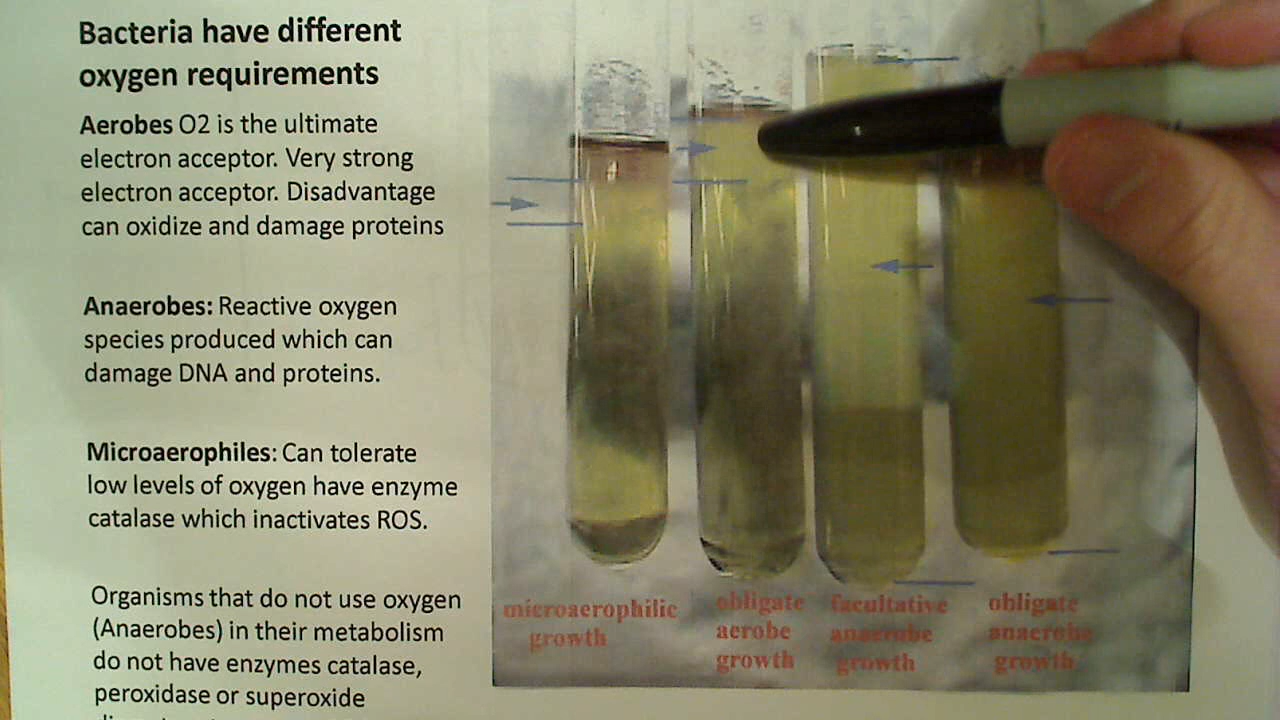 Bacteria have different
oxygen requirements
Aerobes O2 is the ultimate
electron acceptor. Very strong
electron acceptor. Disadvantage
can oxidize and damage proteins
Anaerobes: Reactive oxygen
species produced which can
damage DNA and proteins.
Microaerophiles: Can tolerate
low levels of oxygen have enzyme
catalase which inactivates ROS.
Organisms that do not use oxygen
(Anaerobes) in their metabolism
do not have enzymes catalase,
peroxidase or superoxide
microaerophilic
growth
obligate
aerobe
growth
facultative
anaerobe
growth
obligate
anaerobe
growth